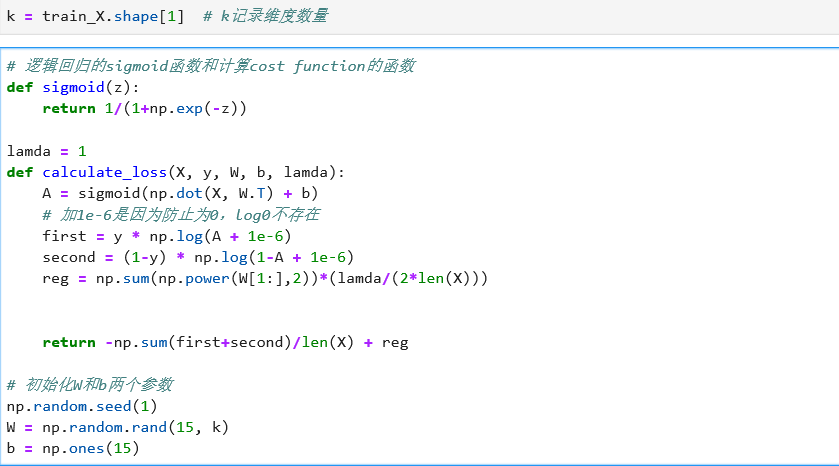 k = train_X.shape[1]  # k记录维度数量
# 逻辑回归的sigmoid函数和计算cost function的函数
def sigmoid(z):
    return 1/(1+np.exp(-z))
lamda = 1
def calculate_loss(X, y, W, b, lamda):
    A = sigmoid(np.dot(X, W.T) + b)
    # 加1e-6是因为防止为0，log0不存在
    first = y * np.log(A + 1e-6)
    second = (1-y) * np.log(1-A + 1e-6)
    reg = np.sum(np.power(W[1:],2))*(lamda/(2*len(X)))
    return -np.sum(first+second)/len(X) + reg
# 初始化W和b两个参数
np.random.seed(1)
W = np.random.rand(15, k)
b = np.ones(15)